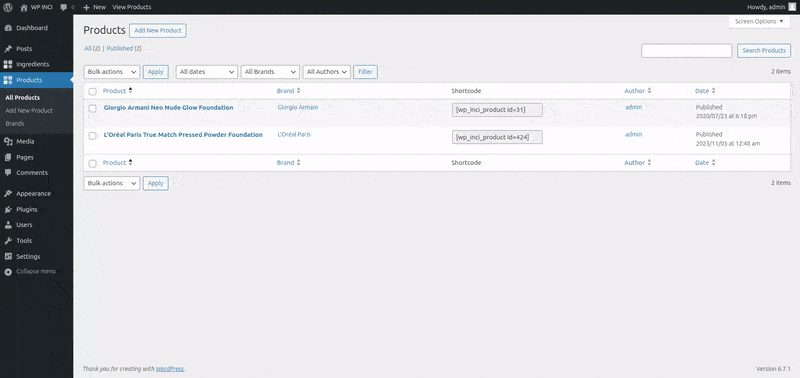 WP INCI
0
New
View Products
Howdy, admin
Dashboard
Posts
Ingredients
Products
All Products
Add New Product
Brands
Media
Pages
Comments
Appearance
Plugins
Users
Tools
Settings
Collapse menu
Products
Add New Product
Screen Options
All (2) | Published (2)
Search Products
Bulk actions
Apply
All dates
All Brands
All Authors
Filter
2 items
Product
Brand
Shortcode
Author
Date
Giorgio Armani Neo Nude Glow Foundation
Giorgio Armani
[wp_inci_product id=31]
admin
Published
2020/07/23 at 6:18 pm
L'Oréal Paris True Match Pressed Powder Foundation
L'Oréal Paris
[wp_inci_product id=424]
admin
Published
2023/11/05 at 12:48 am
Product
Brand
Shortcode
Author
Date
Bulk actions
Apply
2 items
Thank you for creating with WordPress.
Version 6.7.1